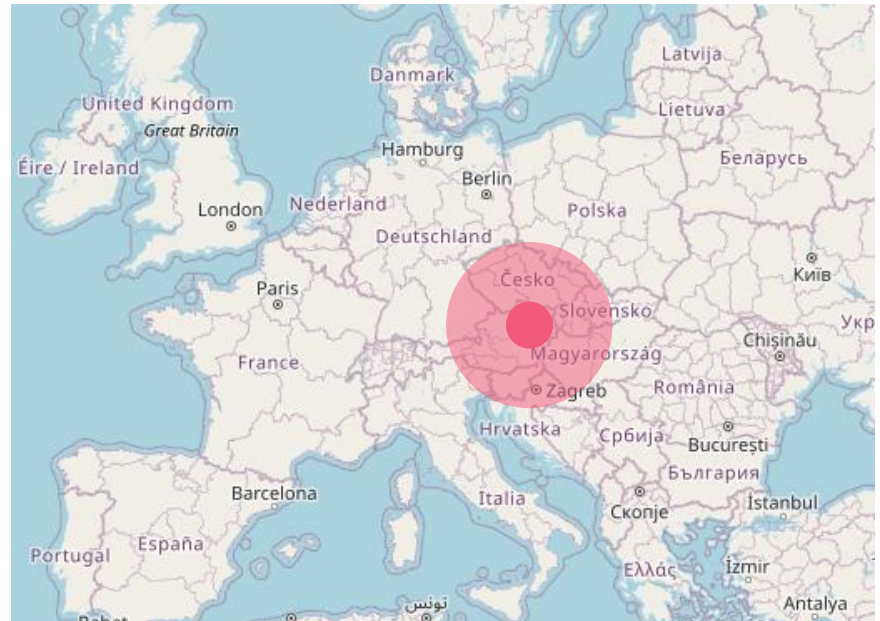 Latvija
Danmark
United Kingdom
Lietuva
Great Britain
Hamburg
Беларусь
Éire / Ireland
Berlin
London
Nederland
Polska
Deutschland
Київ
Česko
Paris
Slovensko
Укр
Chișinău
Magyarország
France
România
Zagreb
Hrvatska
Србија
București
България
Barcelona
Italia
İstanbul
Скопје
España
Portugal
Ελλάς
İzmir
تونس
Antalya